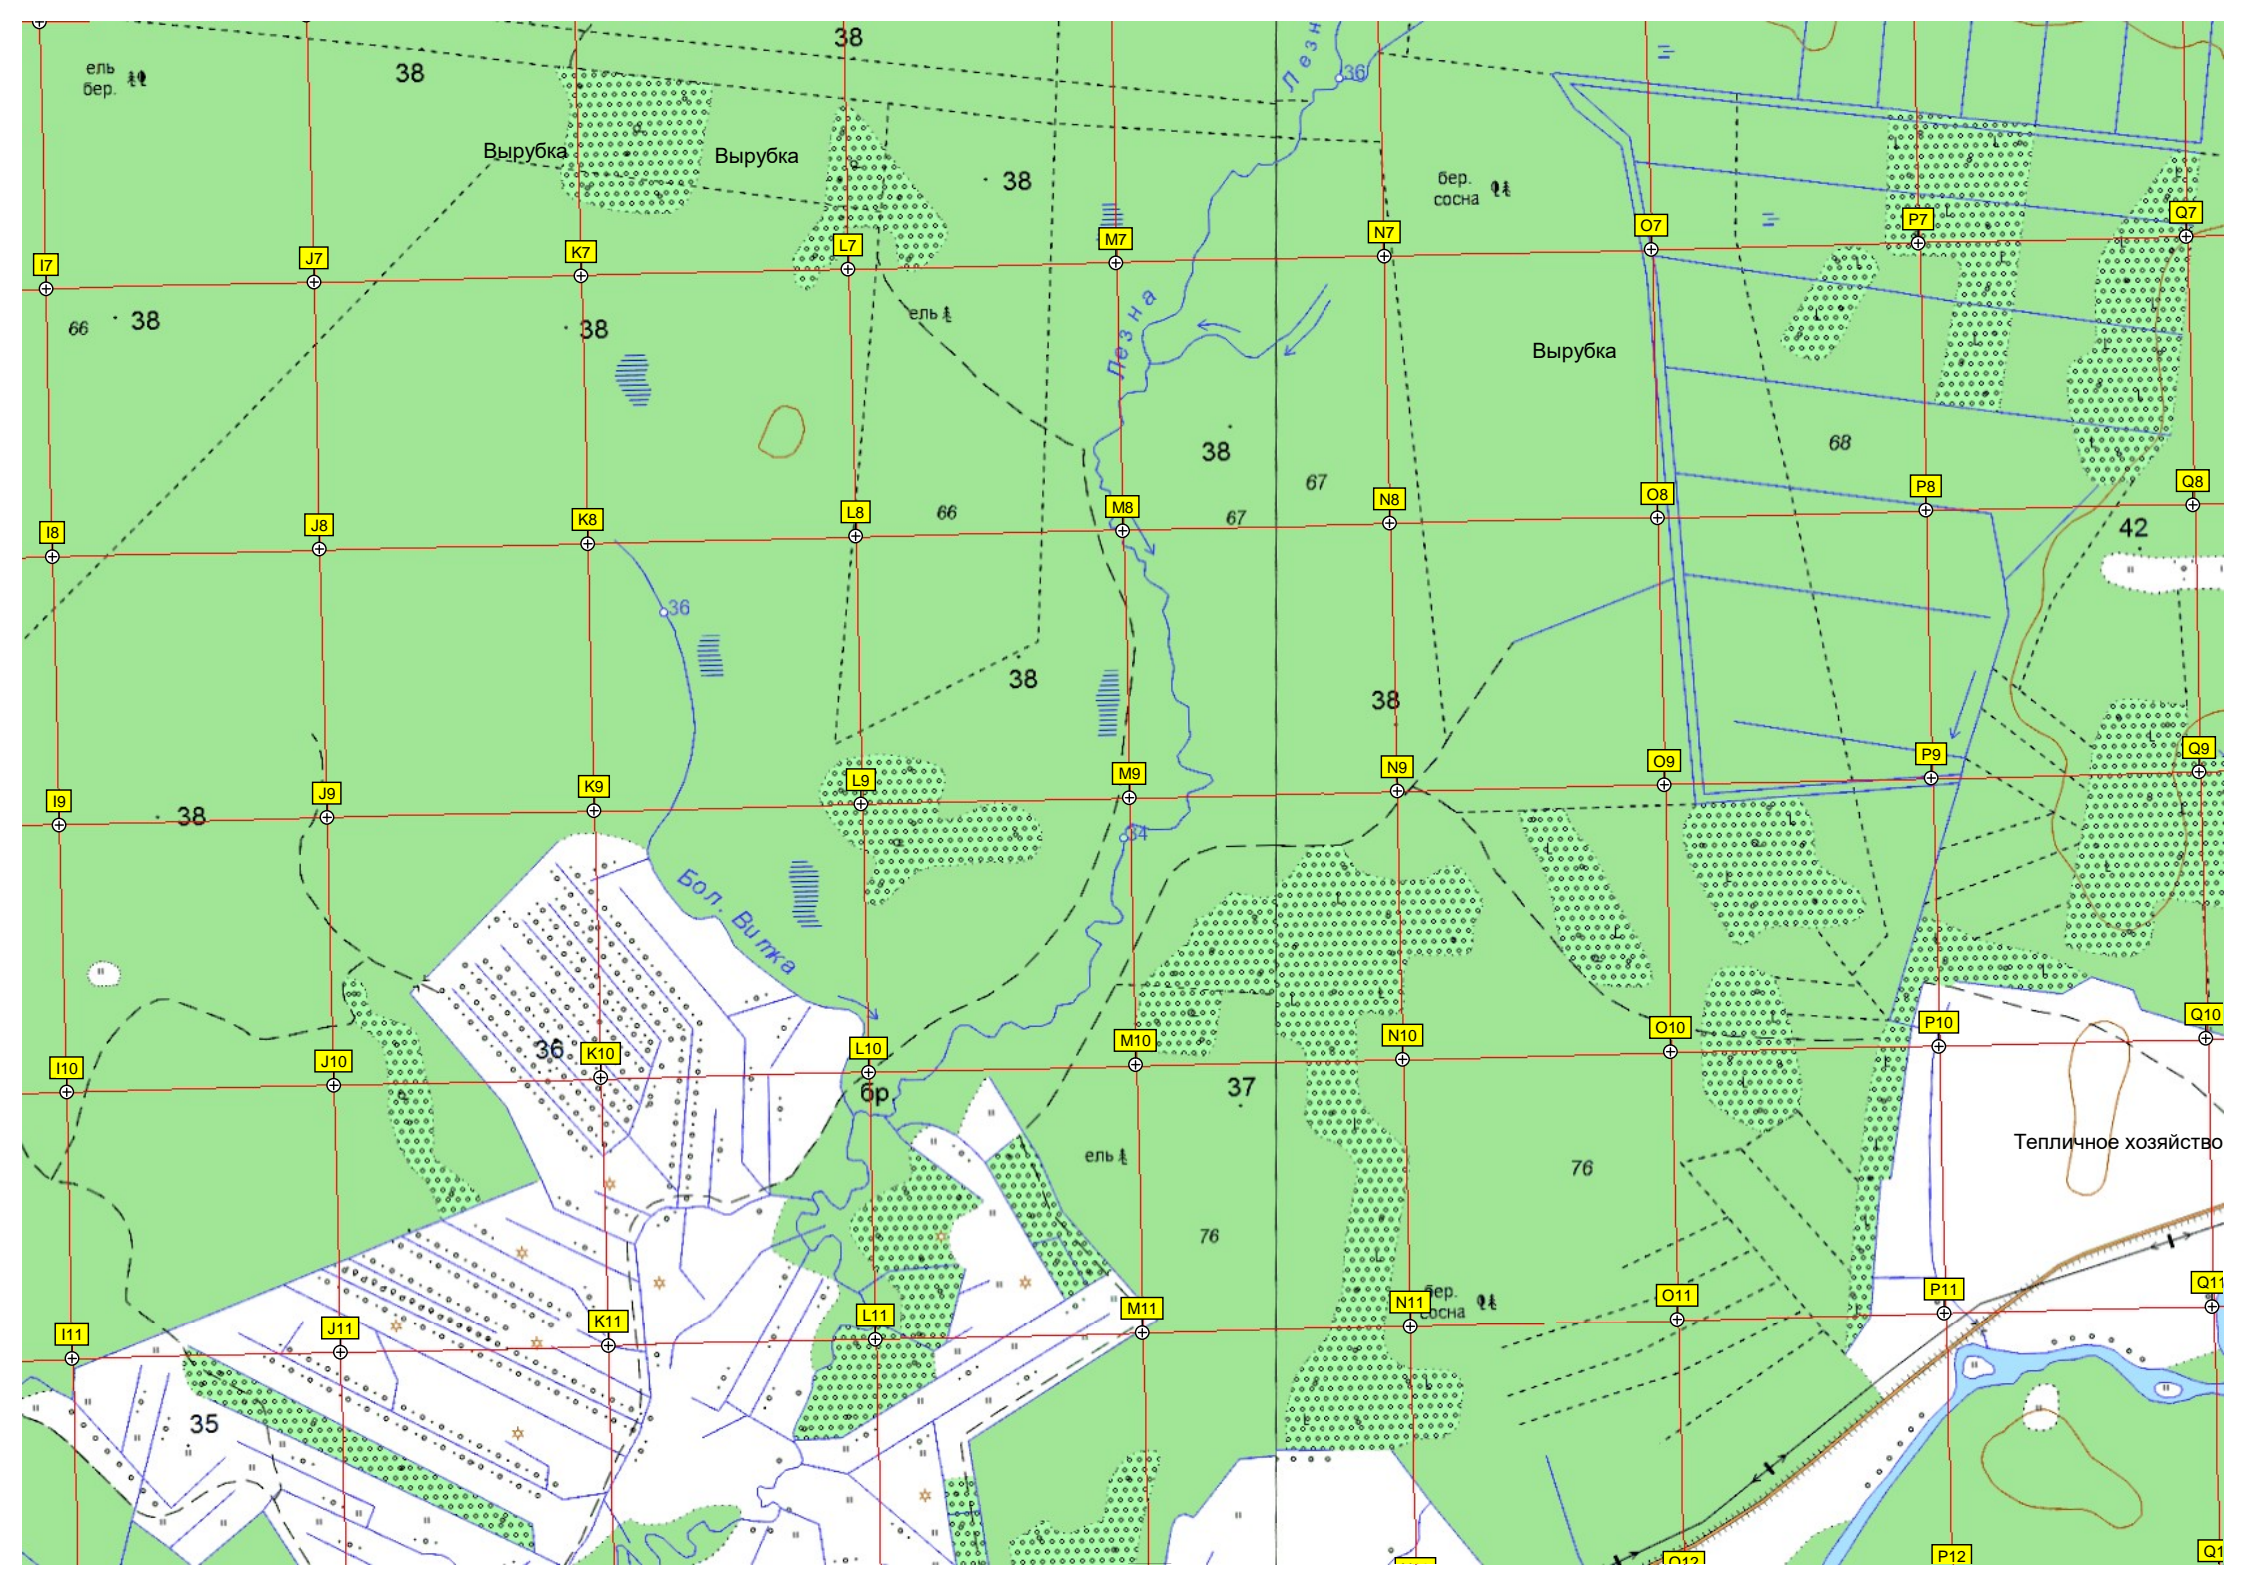 38
Лезн
36
ель
бер.
38
Вырубка
Вырубка
38
бер.
сосна
I7
J7
K7
L7
M7
N7
O7
P7
Q7
66
38
38
ель
Лезна
Вырубка
38
67
68
I8
J8
K8
L8
66
M8
67
N8
O8
P8
Q8
42
36
38
38
I9
38
J9
K9
L9
M9
34
N9
O9
P9
Q9
Бол. Витка
36
I10
J10
K10
L10
бр
M10
37
N10
O10
P10
Q10
ель
76
Тепличное хозяйство
76
бер.
сосна
I11
J11
K11
L11
M11
N11
O11
P11
Q11
35
O12
P12